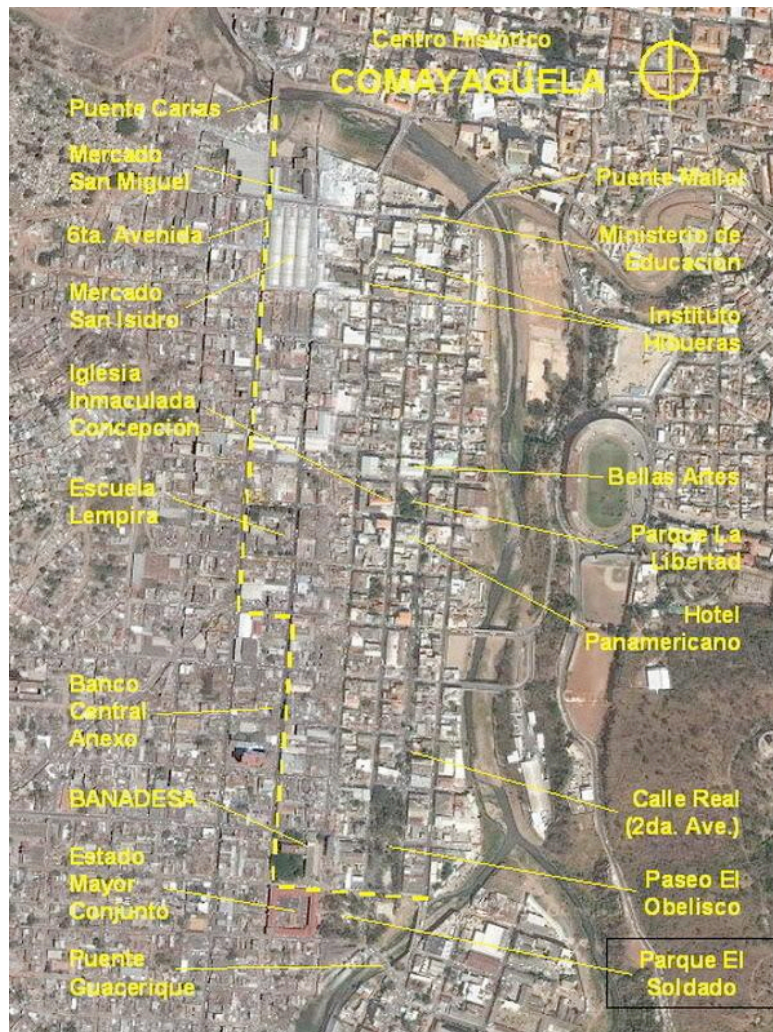 Centro Histórico
COMAYAGÜELA
Puente Carias
Mercado
San Miguel
6ta. Avenida
Mercado
San Isidro
Iglesia
Inmaculada
Concepción
Escuela
Lempira
Banco
Central
Anexo
BANADESA
Estado
Mayor
Conjunto
Puente
Guacerique
Puente Mallol
Ministerio de
Educación
Instituto
Hibueras
Bellas Artes
Parque La
Libertad
Hotel
Panamericano
Calle Real
(2da. Ave.)
Paseo El
Obelisco
Parque El
Soldado